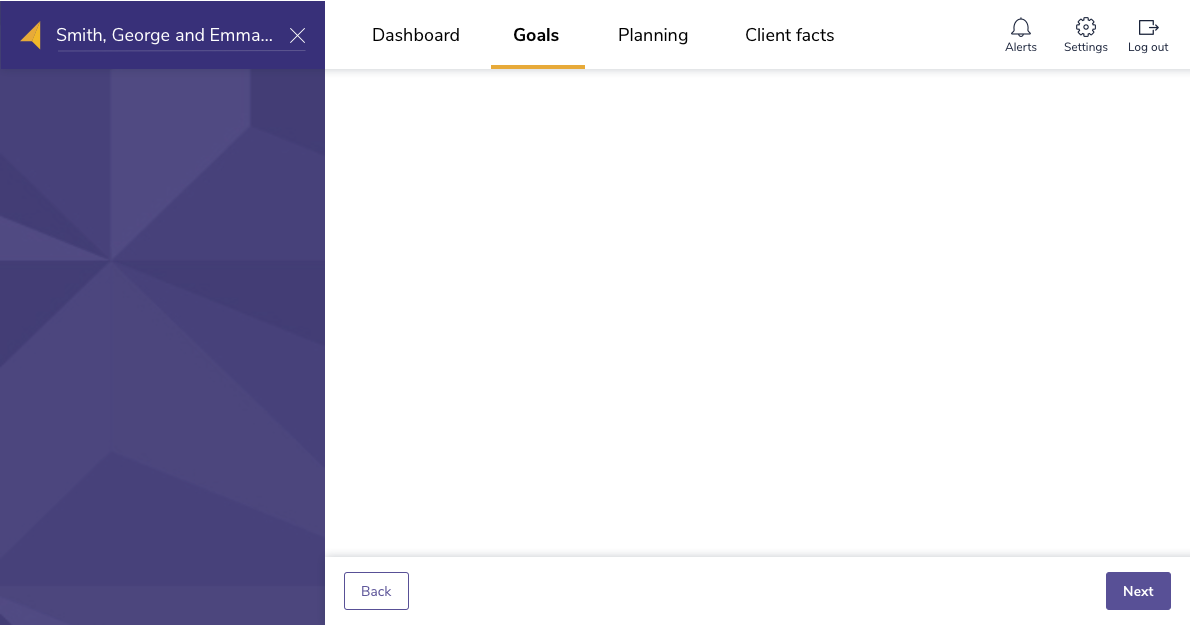 Smith, George and Emma...
Dashboard
Goals
Planning
Client facts
Alerts
Settings
Log out
Back
Next